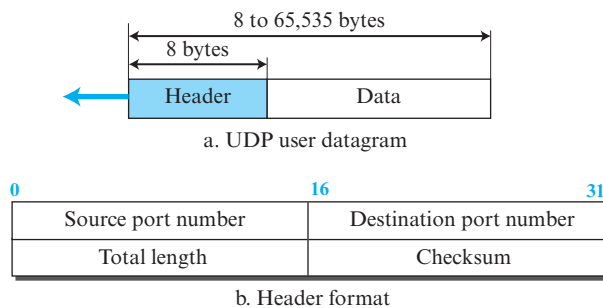 8 to 65,535 bytes
8 bytes
Header Data
a. UDP user datagram
0 16 31
Source port number Destination port number
Total length Checksum
b. Header format